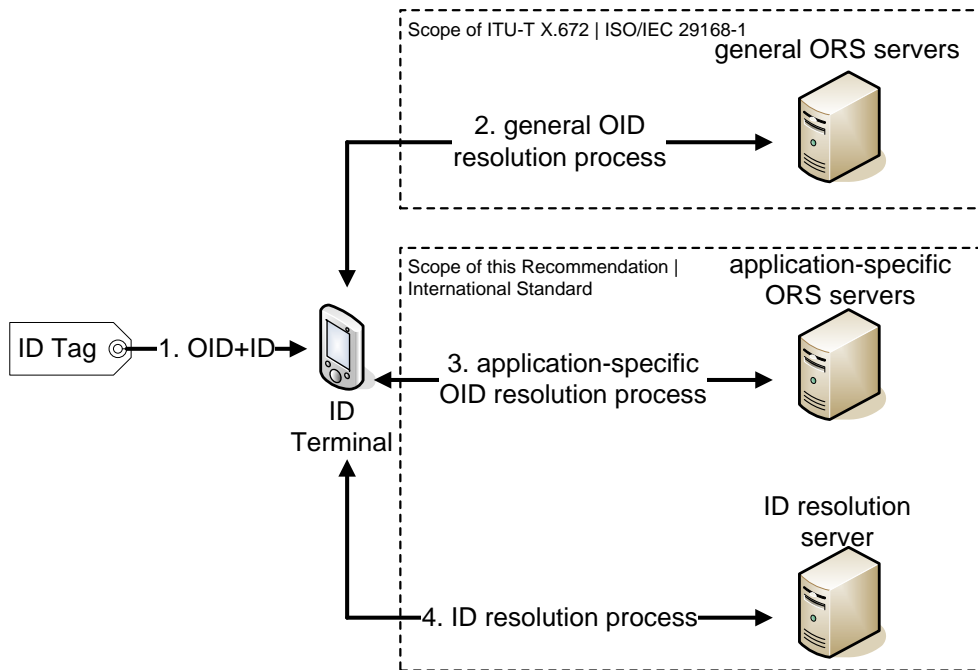 Scope of ITU-T X.672 | ISO/IEC 29168-1
general ORS servers
2. general OID
resolution process
Scope of this Recommendation |
International Standard
application-specific
ORS servers
ID Tag
1. OID+ID
3. application-specific
OID resolution process
ID
Terminal
ID resolution
server
4. ID resolution process